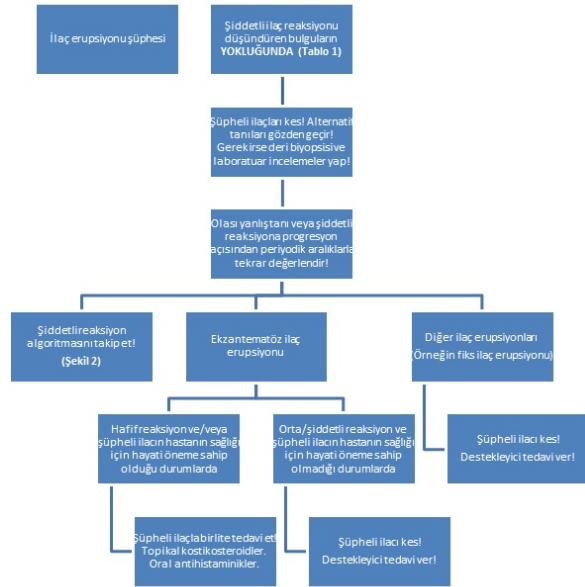 İlaç erupsiyonu şüphesi
Şiddetli ilaç reaksiyonu
düşündüren bulguların
YOKLUĞUNDA (Tablo 1)
Şüpheli ilaçları kes! Alternatif
tanıları gözden geçir!
Gerekirse deri biyopsisi ve
laboratuar incelemeler yap!
Olası yanlış tanı veya şiddetli
reaksiyona progresyon
açısından periyodik aralıklarla
tekrar değerlendir!
Şiddetli reaksiyon
algoritmasını takip et!
(Şekil 2)
Ekzantematöz ilaç
erupsiyonu
Diğer ilaç erupsiyonları
(Örneğin fiks ilaç erupsiyonu)
Hafif reaksiyon ve/veya
şüpheli ilacın hastanın sağlığı
için hayati öneme sahip
olduğu durumlarda
Orta/şiddetli reaksiyon ve
şüpheli ilacın hastanın sağlığı
için hayati öneme sahip
olmadığı durumlarda
Şüpheli ilacı kes!
Destekleyici tedavi ver!
Şüpheli ilaçla birlite tedavi et!
Topikal kostikosteroidler.
Oral antihistaminikler.
Şüpheli ilacı kes!
Destekleyici tedavi ver!